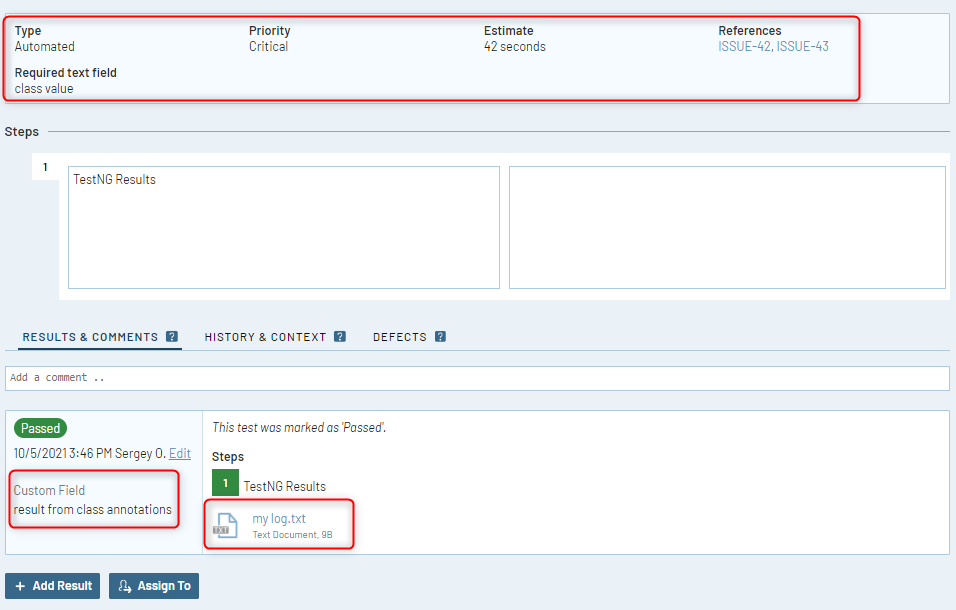 Type Priority Estimate References
Automated Critical 42 seconds ISSUE-42, ISSUE-43
Required text field
class value
Steps
1
TestNG Results
RESULTS & COMMENTS ? HISTORY & CONTEXT ? DEFECTS ?
Add a comment ..
Passed
10/5/2021 3:46 PM Sergey O. Edit
Custom Field
result from class annotations
This test was marked as 'Passed'.
Steps
1 TestNG Results
TXT
my log.txt
Text Document, 9B
+ Add Result Assign To